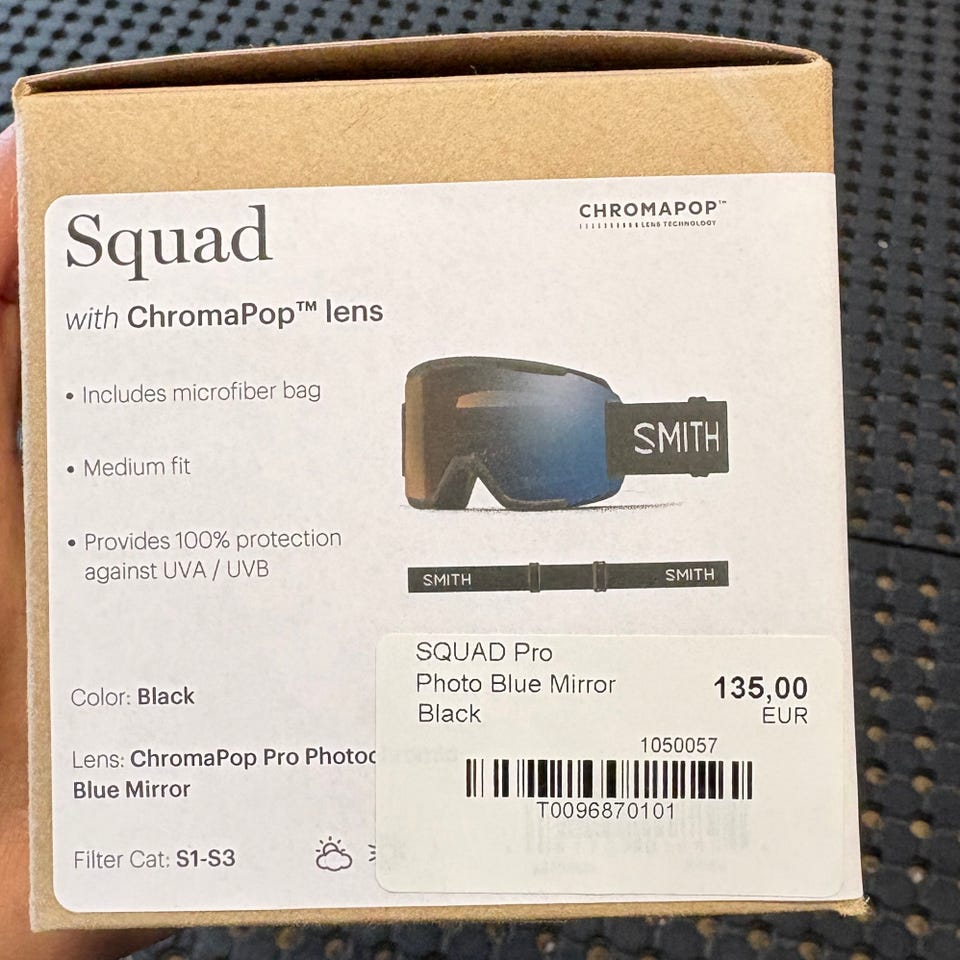 Squad
CHROMAPOP™
LENS TECHNOLOGY
with ChromaPop™ lens
• Includes microfiber bag
• Medium fit
• Provides 100% protection
against UVA / UVB
SMITH
SMITH
SMITH
Color: Black
Lens: ChromaPop Pro Photoc
Blue Mirror
Filter Cat: S1-S3
SQUAD Pro
Photo Blue Mirror
Black
135,00
EUR
1050057
T0096870101